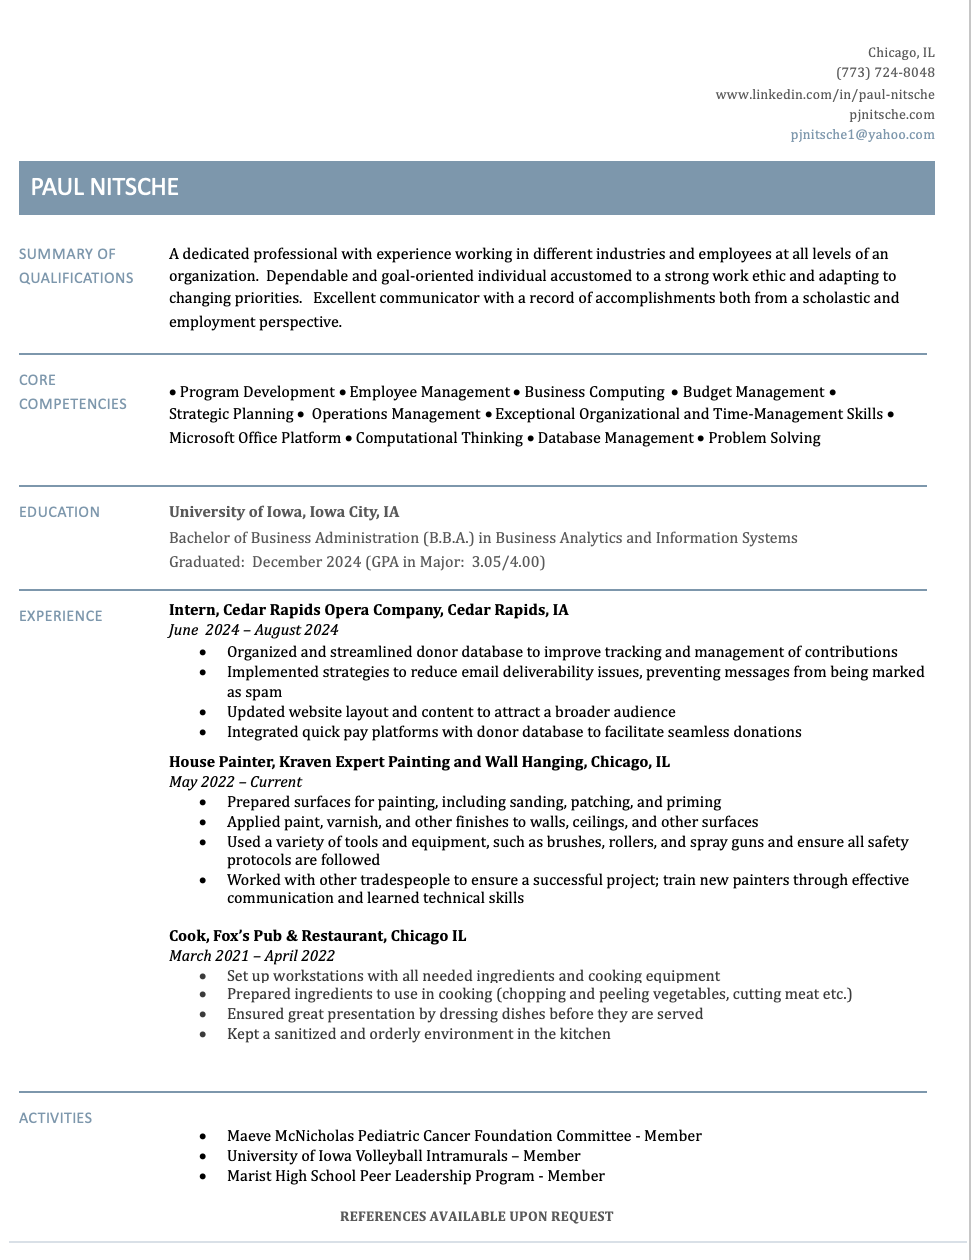 Chicago, IL
(773) 724-8048
www.linkedin.com/in/paul-nitsche
pjnitsche.com
pjnitsche1@yahoo.com
PAUL NITSCHE
SUMMARY OF
QUALIFICATIONS
A dedicated professional with experience working in different industries and employees at all levels of an
organization.  Dependable and goal-oriented individual accustomed to a strong work ethic and adapting to
changing priorities.   Excellent communicator with a record of accomplishments both from a scholastic and
employment perspective.
CORE
COMPETENCIES
• Program Development • Employee Management • Business Computing  • Budget Management •
Strategic Planning •  Operations Management • Exceptional Organizational and Time-Management Skills •
Microsoft Office Platform • Computational Thinking • Database Management • Problem Solving
EDUCATION
University of Iowa, Iowa City, IA
Bachelor of Business Administration (B.B.A.) in Business Analytics and Information Systems
Graduated:  December 2024 (GPA in Major:  3.05/4.00)
EXPERIENCE
Intern, Cedar Rapids Opera Company, Cedar Rapids, IA
June  2024 – August 2024
• Organized and streamlined donor database to improve tracking and management of contributions
• Implemented strategies to reduce email deliverability issues, preventing messages from being marked
as spam
• Updated website layout and content to attract a broader audience
• Integrated quick pay platforms with donor database to facilitate seamless donations
House Painter, Kraven Expert Painting and Wall Hanging, Chicago, IL
May 2022 – Current
• Prepared surfaces for painting, including sanding, patching, and priming
• Applied paint, varnish, and other finishes to walls, ceilings, and other surfaces
• Used a variety of tools and equipment, such as brushes, rollers, and spray guns and ensure all safety
protocols are followed
• Worked with other tradespeople to ensure a successful project; train new painters through effective
communication and learned technical skills
Cook, Fox's Pub & Restaurant, Chicago IL
March 2021 – April 2022
• Set up workstations with all needed ingredients and cooking equipment
• Prepared ingredients to use in cooking (chopping and peeling vegetables, cutting meat etc.)
• Ensured great presentation by dressing dishes before they are served
• Kept a sanitized and orderly environment in the kitchen
ACTIVITIES
• Maeve McNicholas Pediatric Cancer Foundation Committee - Member
• University of Iowa Volleyball Intramurals – Member
• Marist High School Peer Leadership Program - Member
REFERENCES AVAILABLE UPON REQUEST